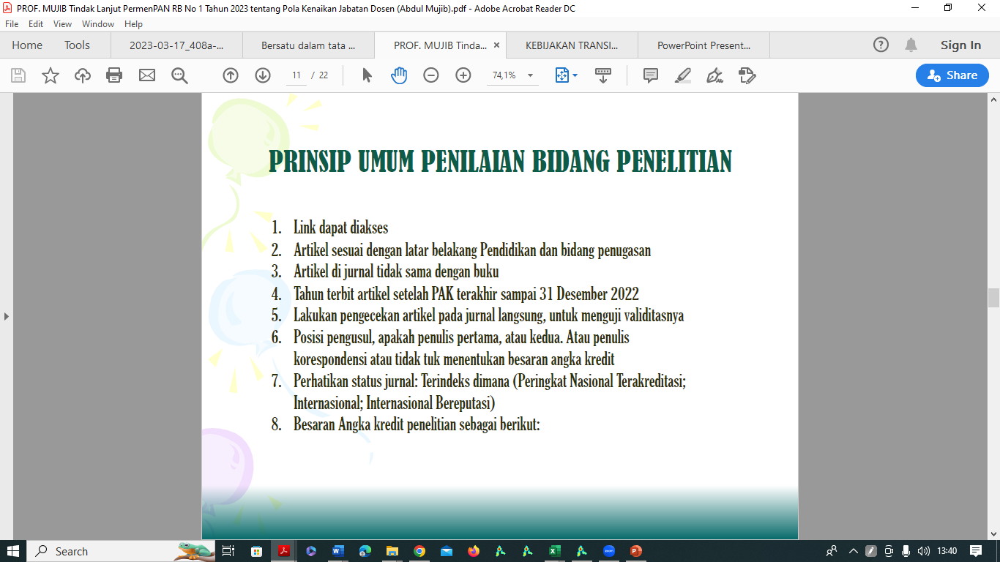 PROF. MUJIB Tindak Lanjut PermenPAN RB No 1 Tahun 2023 tentang Pola Kenaikan Jabatan Dosen (Abdul Mujib).pdf - Adobe Acrobat Reader DC
File Edit View Window Help
Home Tools 2023-03-17_408a-... Bersatu dalam tata ... PROF. MUJIB Tinda... × KEBIJAKAN TRANSI... PowerPoint Present... Sign In
11 / 22 74,1% Share
PRINSIP UMUM PENILAIAN BIDANG PENELITIAN
1. Link dapat diakses
2. Artikel sesuai dengan latar belakang Pendidikan dan bidang penugasan
3. Artikel di jurnal tidak sama dengan buku
4. Tahun terbit artikel setelah PAK terakhir sampai 31 Desember 2022
5. Lakukan pengecekan artikel pada jurnal langsung, untuk menguji validitasnya
6. Posisi pengusul, apakah penulis pertama, atau kedua. Atau penulis
korespondensi atau tidak tuk menentukan besaran angka kredit
7. Perhatikan status jurnal: Terindeks dimana (Peringkat Nasional Terakreditasi;
Internasional; Internasional Bereputasi)
8. Besaran Angka kredit penelitian sebagai berikut:
Search 13:40